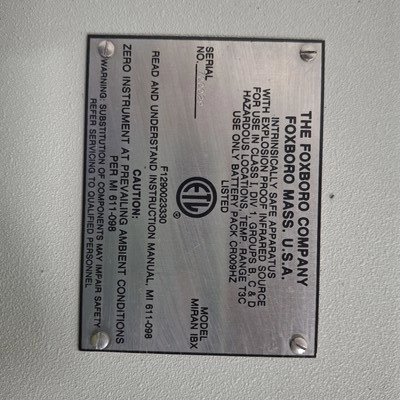 THE FOXBORO COMPANY
FOXBORO MASS. U.S.A.
INTRINSICALLY SAFE APPARATUS
WITH EXPLOSION PROOF INFRARED SOURCE
FOR USE IN CLASS I, DIV 1, GROUPS B, C & D
HAZARDOUS LOCATIONS, TEMP. RANGE T3C
USE ONLY BATTERY PACK CR009HZ
LISTED
SERIAL
NO.
ETL
MODEL
MIRAN IBX
F1290023330
READ AND UNDERSTAND INSTRUCTION MANUAL, MI 611-098
CAUTION:
ZERO INSTRUMENT AT PREVAILING AMBIENT CONDITIONS
PER MI 611-098
WARNING: SUBSTITUTION OF COMPONENTS MAY IMPAIR SAFETY
REFER SERVICING TO QUALIFIED PERSONNEL